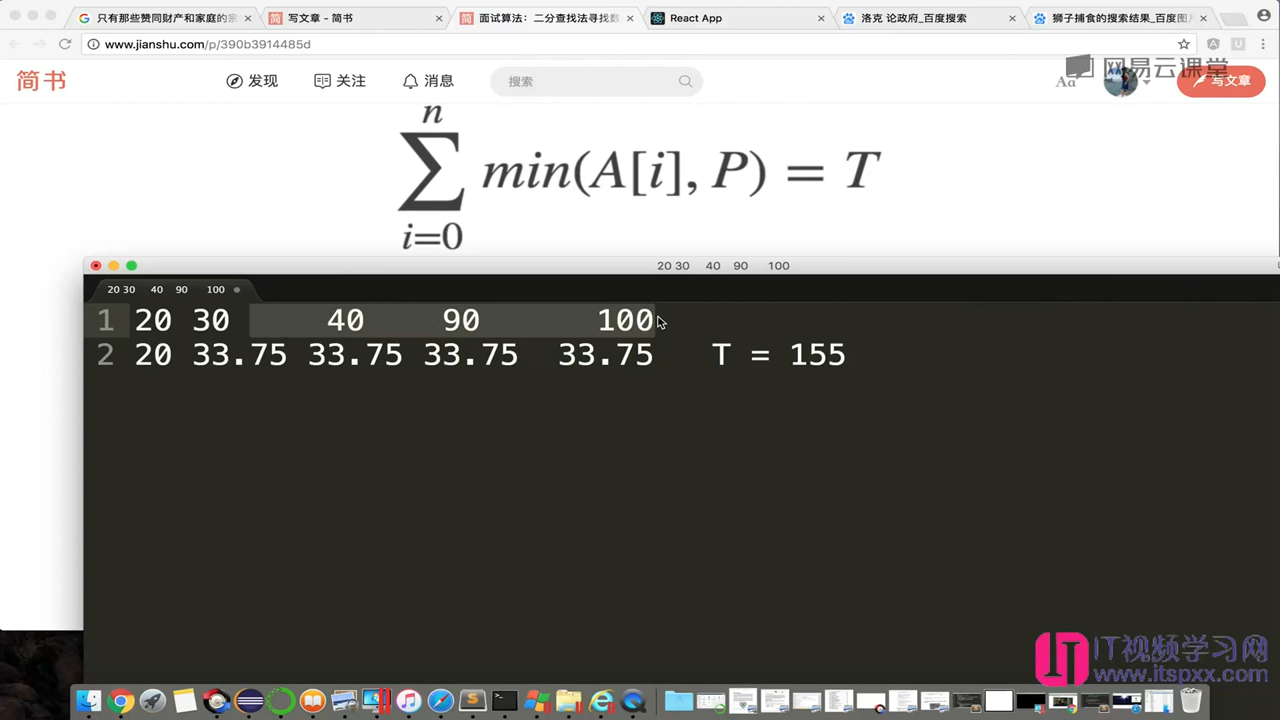 只有那些赞同财产和家庭的宗
写文章 - 简书
面试算法：二分查找法寻找数
React App
洛克 论政府_百度搜索
狮子捕食的搜索结果_百度图片
www.jianshu.com/p/390b3914485d
简书
发现
关注
消息
搜索
Aa
写文章
网易云课堂
n
∑ min(A[i], P) = T
i=0
20 30 40 90 100
20 30 40 90 100
1 20 30 40 90 100
2 20 33.75 33.75 33.75 33.75 T = 155
IT视频学习网
www.itspxx.com